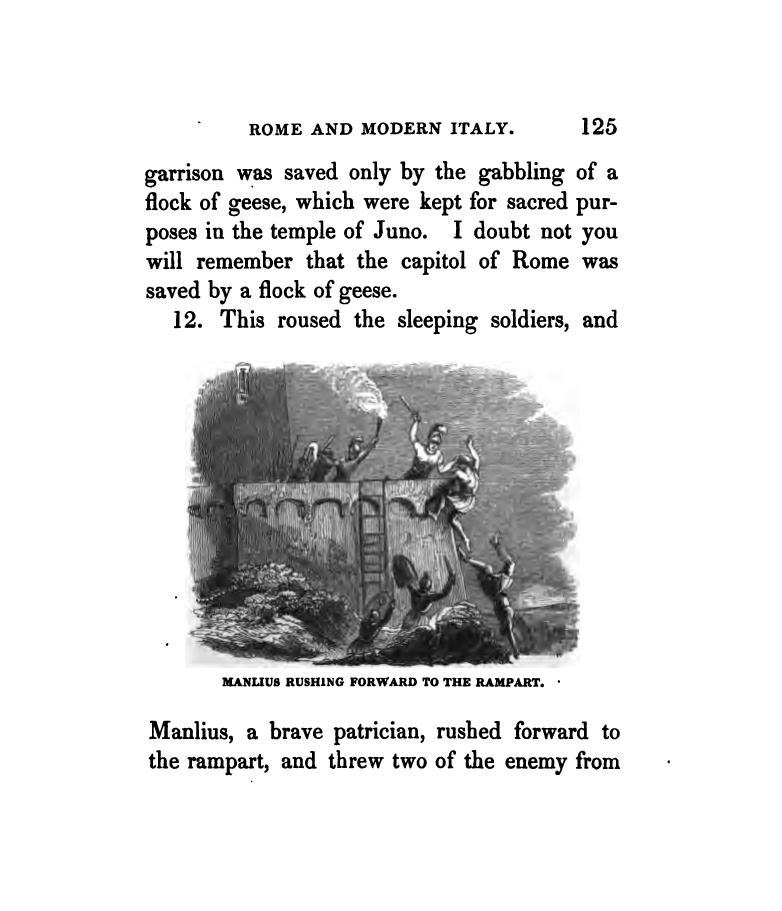 ROME AND MODERN ITALY. 125
garrison was saved only by the gabbling of a
flock of geese, which were kept for sacred pur-
poses in the temple of Juno. I doubt not you
will remember that the capitol of Rome was
saved by a flock of geese.
12. This roused the sleeping soldiers, and
MANLIUS RUSHING FORWARD TO THE RAMPART.
Manlius, a brave patrician, rushed forward to
the rampart, and threw two of the enemy from